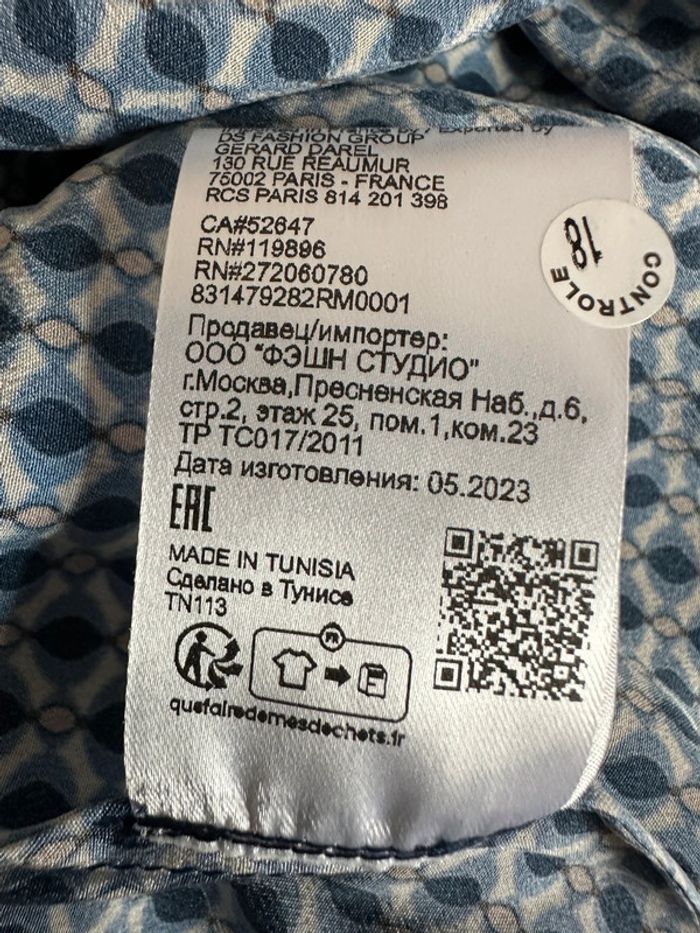 Exported by
DS FASHION GROUP
GERARD DAREL
130 RUE REAUMUR
75002 PARIS - FRANCE
RCS PARIS 814 201 398
CA#52647
RN#119896
RN#272060780
831479282RM0001
Продавец/импортер:
ООО "ФЭШН СТУДИО"
г.Москва,Пресненская Наб.,д.6,
стр.2, этаж 25, пом.1,ком.23
ТР ТС017/2011
Дата изготовления: 05.2023
EAC
MADE IN TUNISIA
Сделано в Тунисе
TN113
FR
quefairedemesdechets.fr
18
CONTROLE